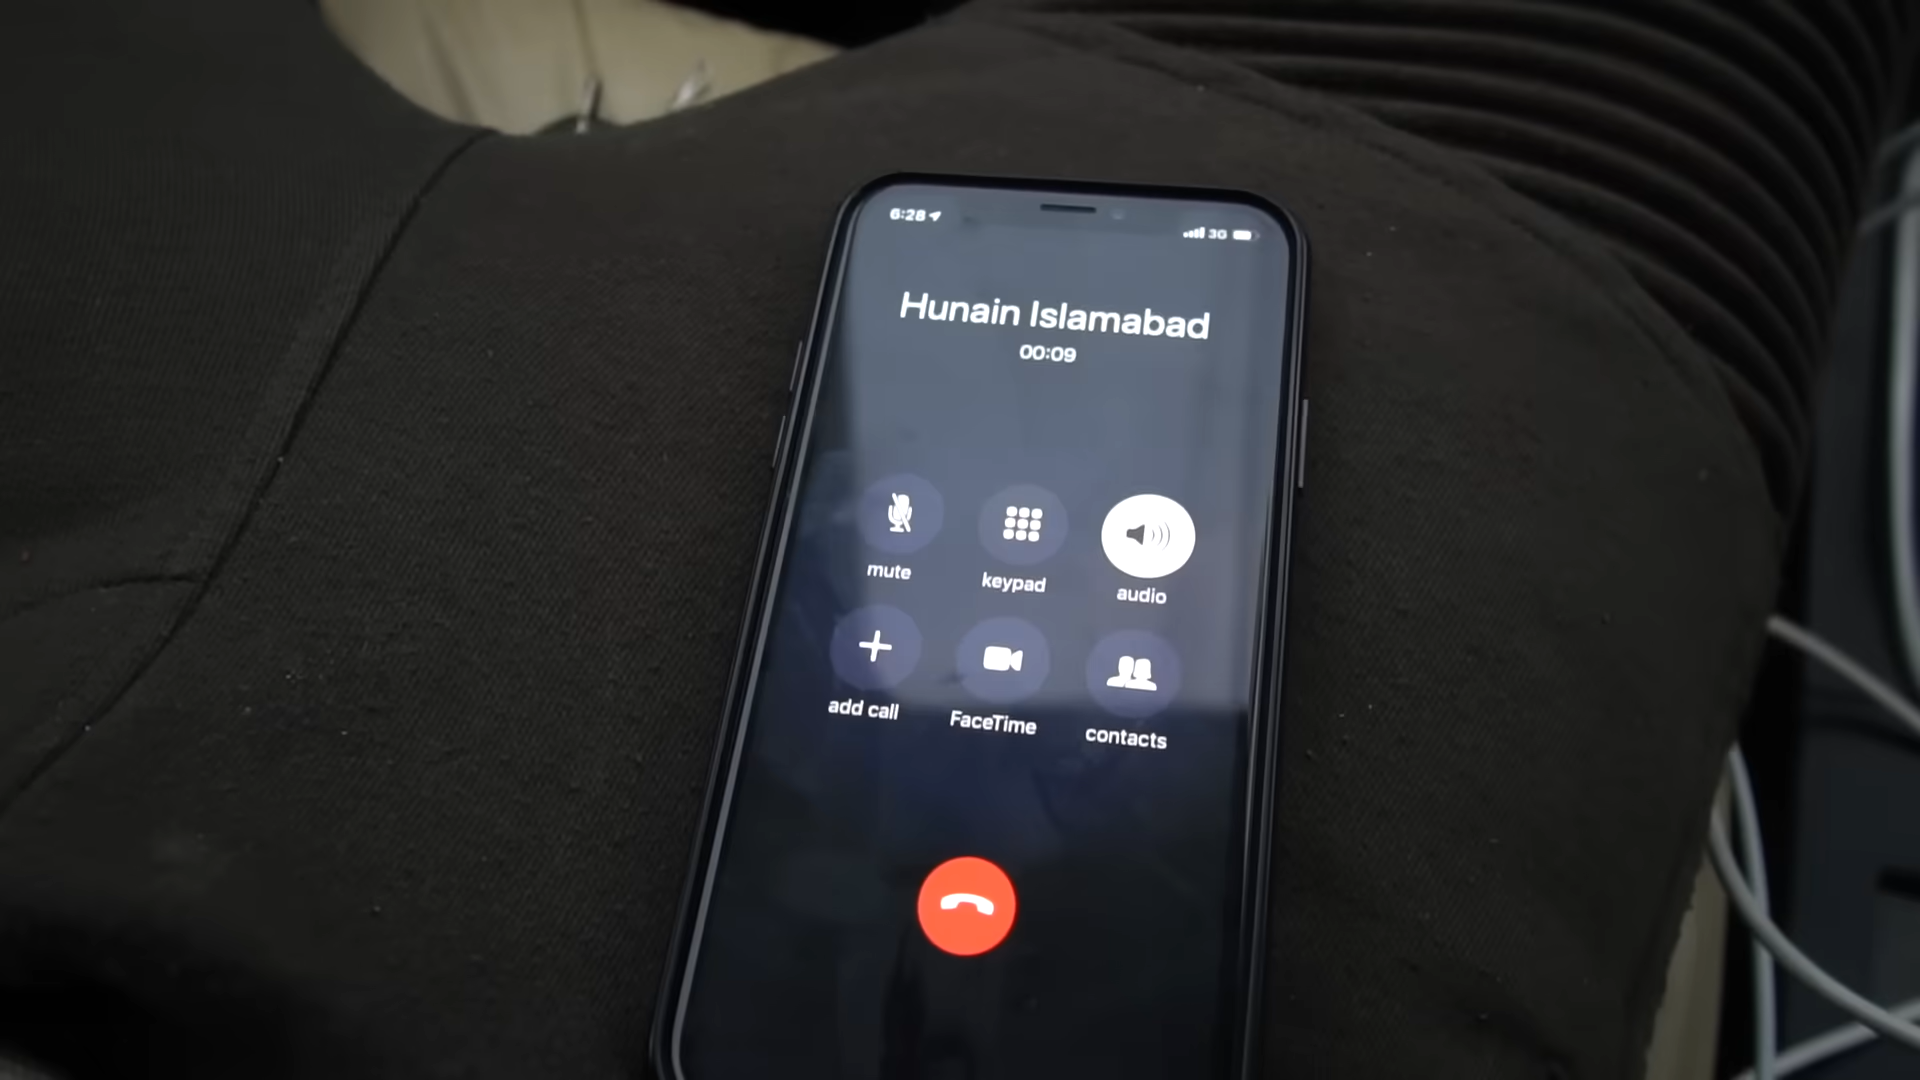 6:28
3G
Hunain Islamabad
00:09
mute keypad audio
add call FaceTime contacts